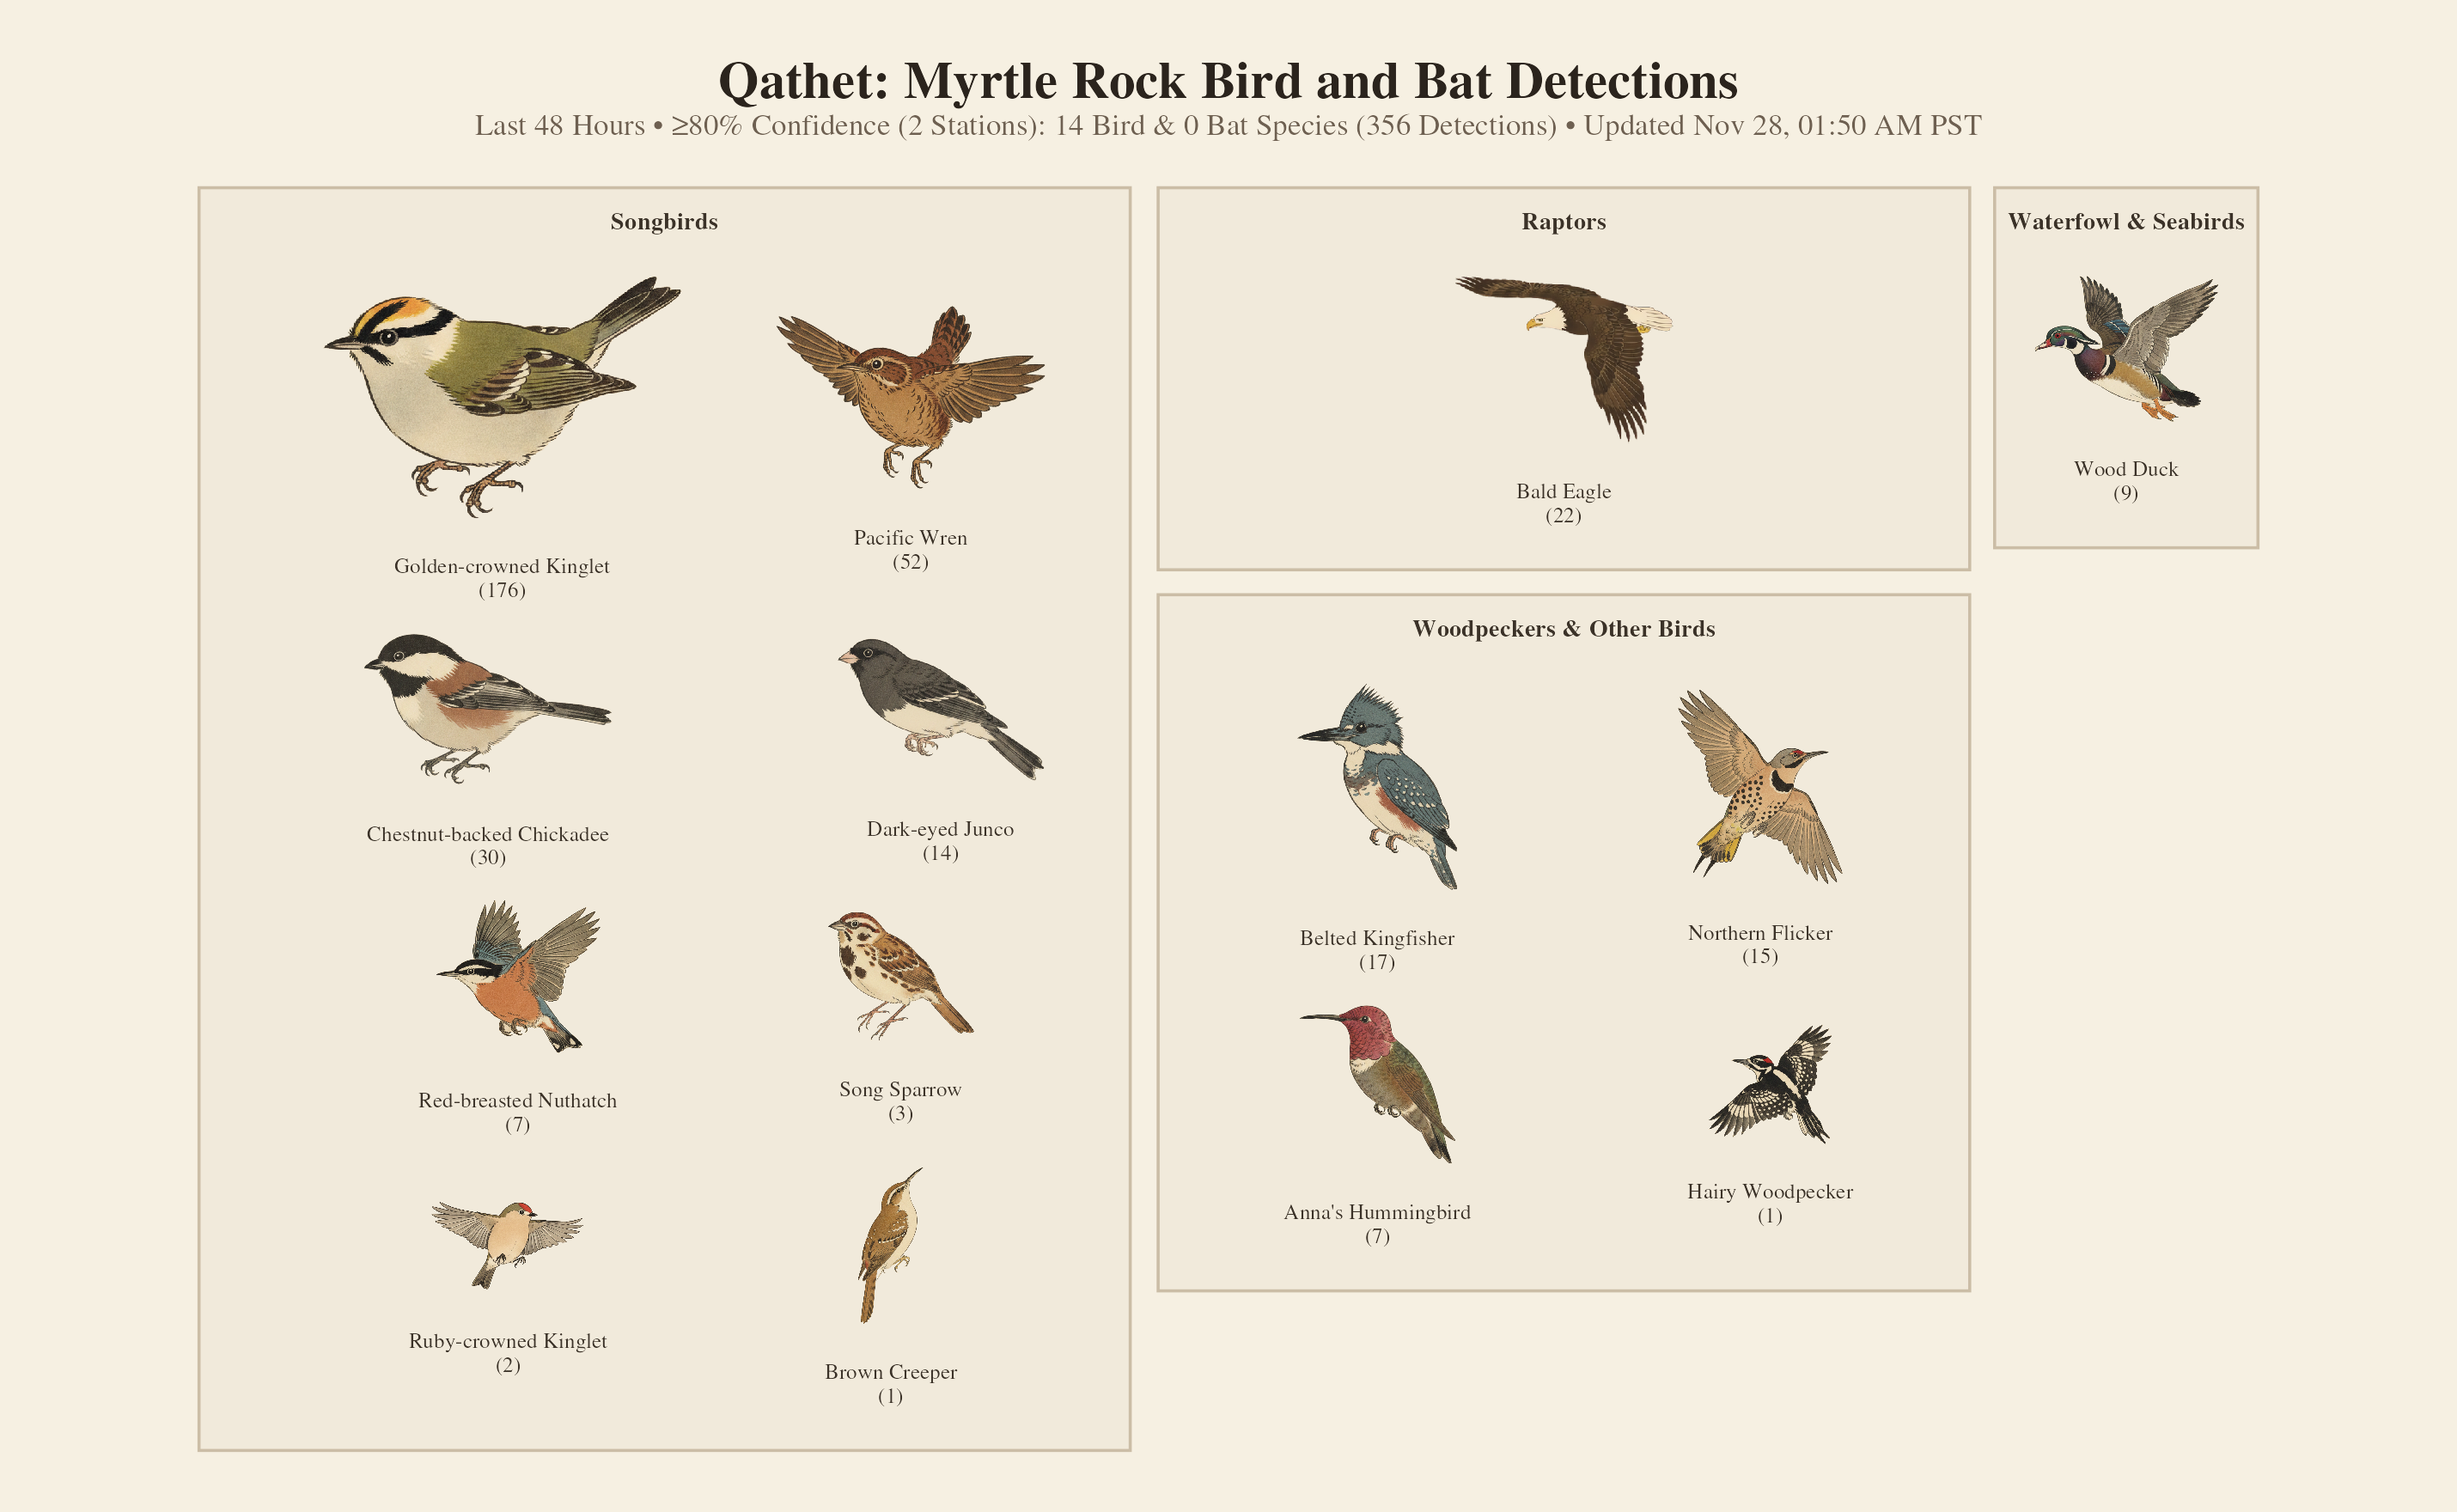 Qathet: Myrtle Rock Bird and Bat Detections
Last 48 Hours • ≥80% Confidence (2 Stations): 14 Bird & 0 Bat Species (356 Detections) • Updated Nov 28, 01:50 AM PST
Songbirds
Golden-crowned Kinglet
(176)
Pacific Wren
(52)
Chestnut-backed Chickadee
(30)
Dark-eyed Junco
(14)
Red-breasted Nuthatch
(7)
Song Sparrow
(3)
Ruby-crowned Kinglet
(2)
Brown Creeper
(1)
Raptors
Bald Eagle
(22)
Woodpeckers & Other Birds
Belted Kingfisher
(17)
Northern Flicker
(15)
Anna's Hummingbird
(7)
Hairy Woodpecker
(1)
Waterfowl & Seabirds
Wood Duck
(9)